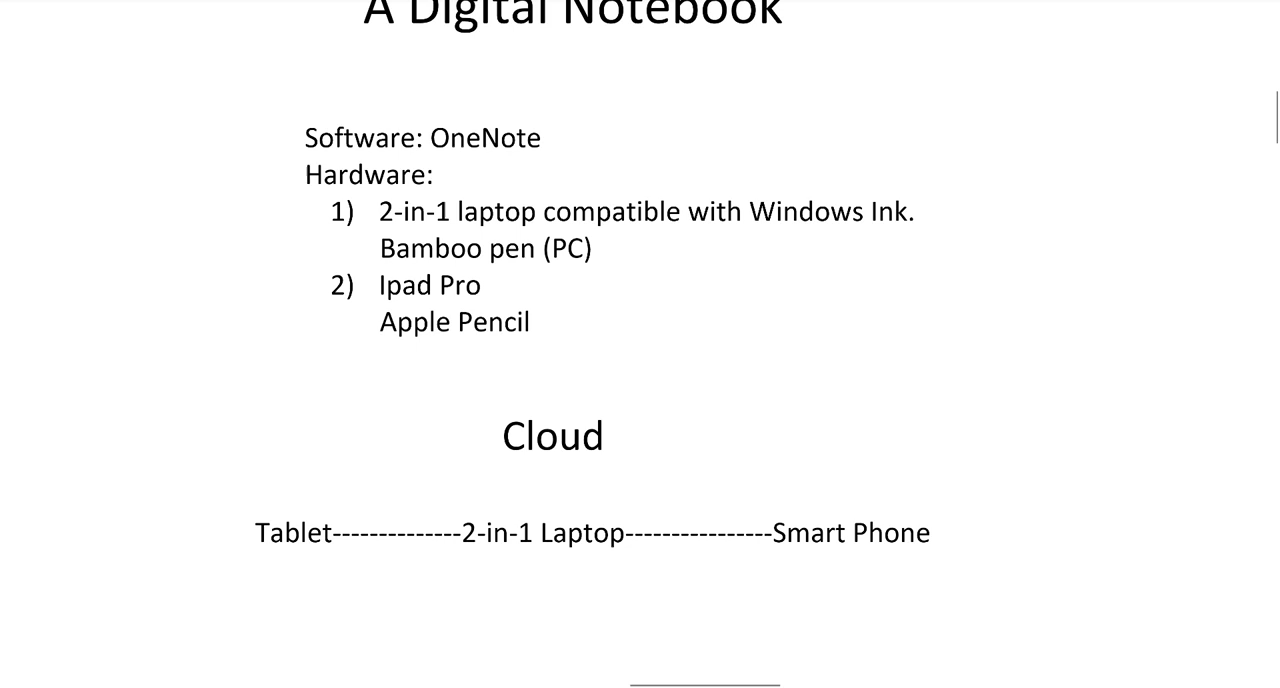 A Digital Notebook
Software: OneNote
Hardware:
1) 2-in-1 laptop compatible with Windows Ink.
Bamboo pen (PC)
2) Ipad Pro
Apple Pencil
Cloud
Tablet--------------2-in-1 Laptop----------------Smart Phone